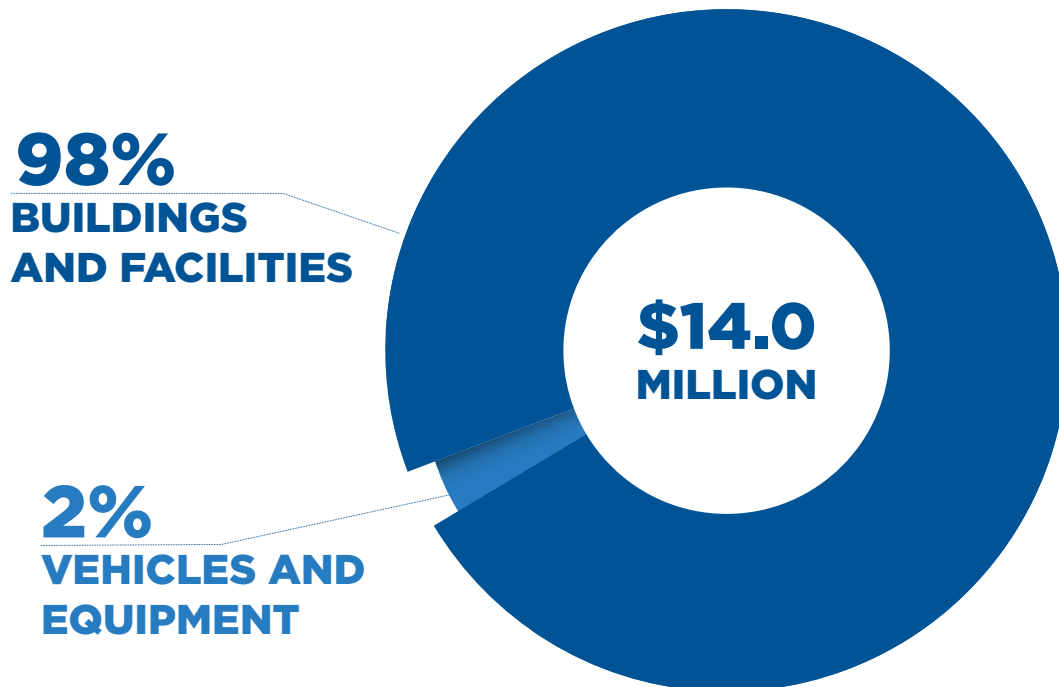 98%
BUILDINGS
AND FACILITIES
$14.0
MILLION
2%
VEHICLES AND
EQUIPMENT